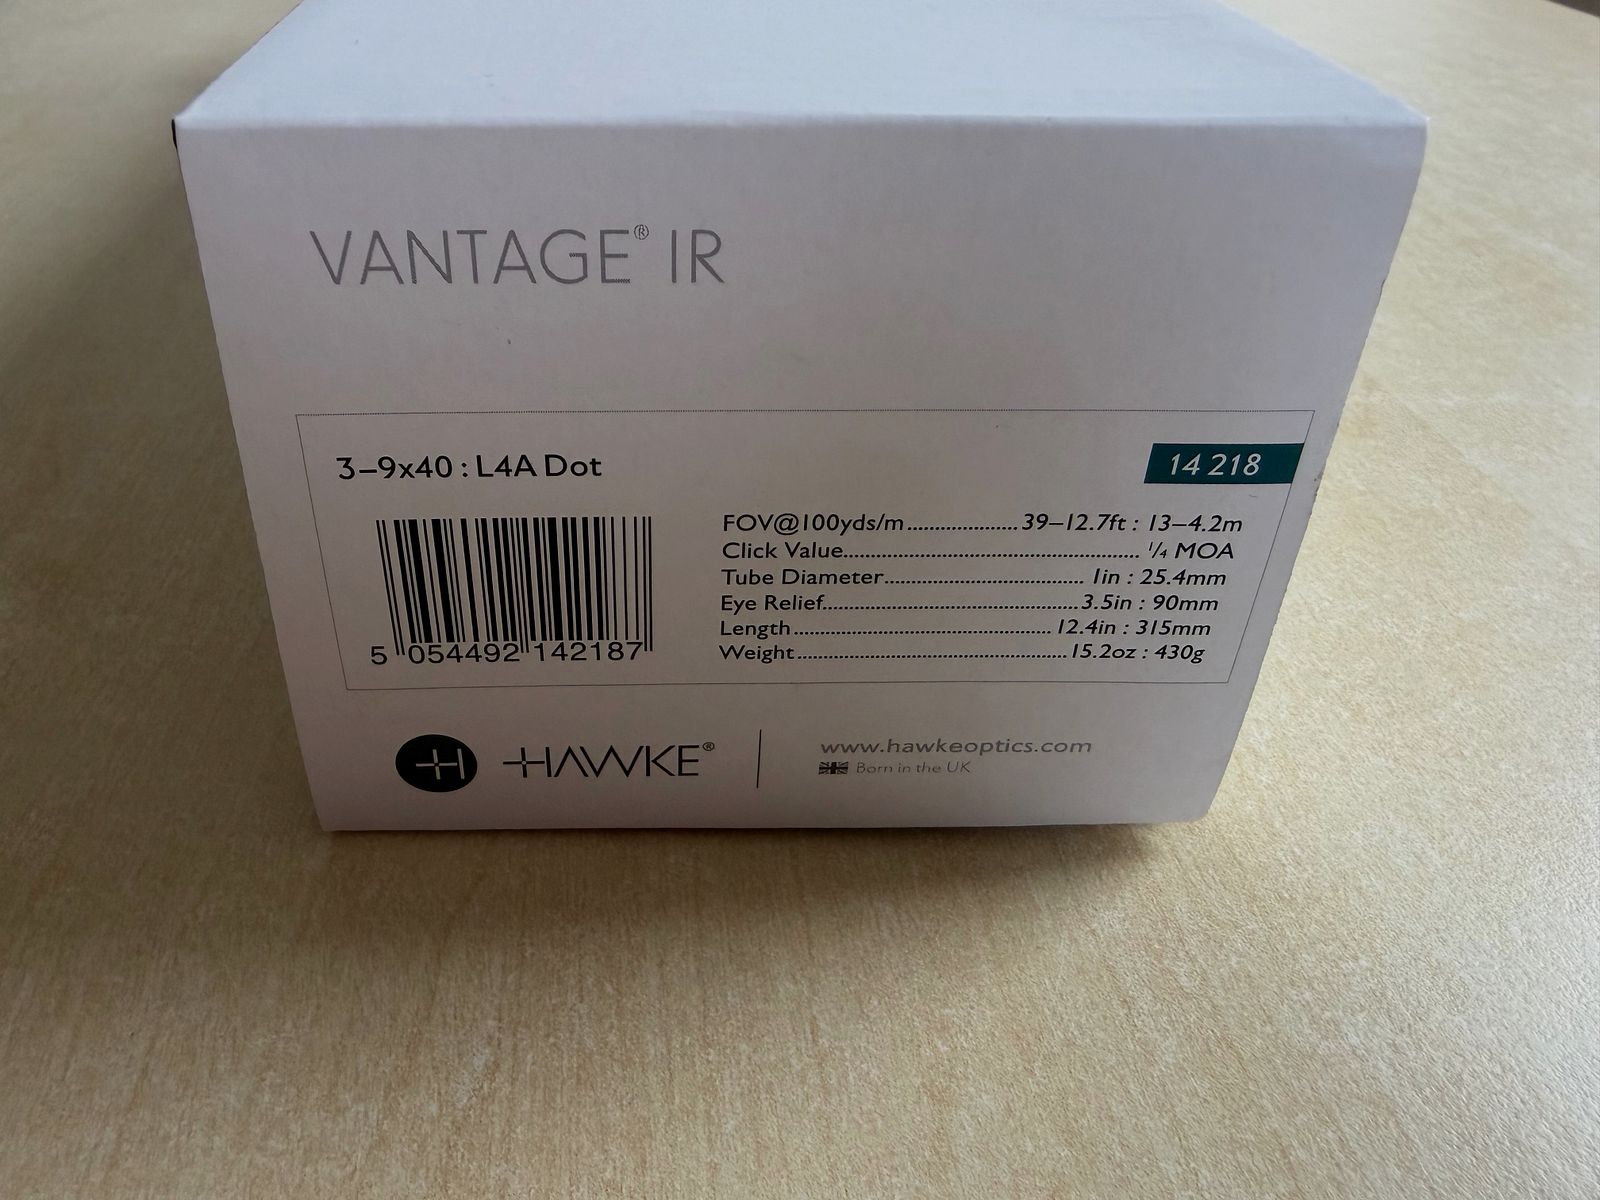 VANTAGE® IR
3–9x40 : L4A Dot
14 218
FOV@100yds/m.................... 39–12.7ft : 13–4.2m
Click Value...................................................... ¼ MOA
Tube Diameter..................................... 1in : 25.4mm
Eye Relief...............................................3.5in : 90mm
Length ................................................ 12.4in : 315mm
Weight ..................................................15.2oz : 430g
5 054492 142187
HAWKE®
www.hawkeoptics.com
Born in the UK